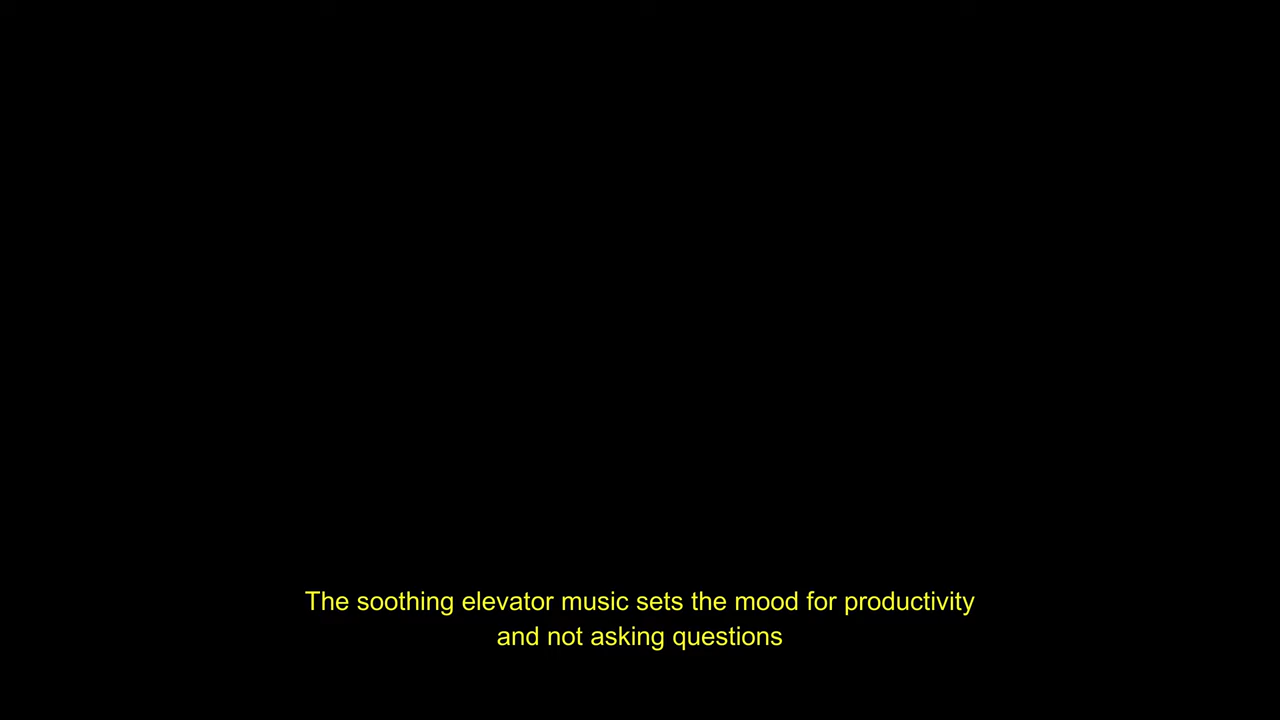 The soothing elevator music sets the mood for productivity
and not asking questions